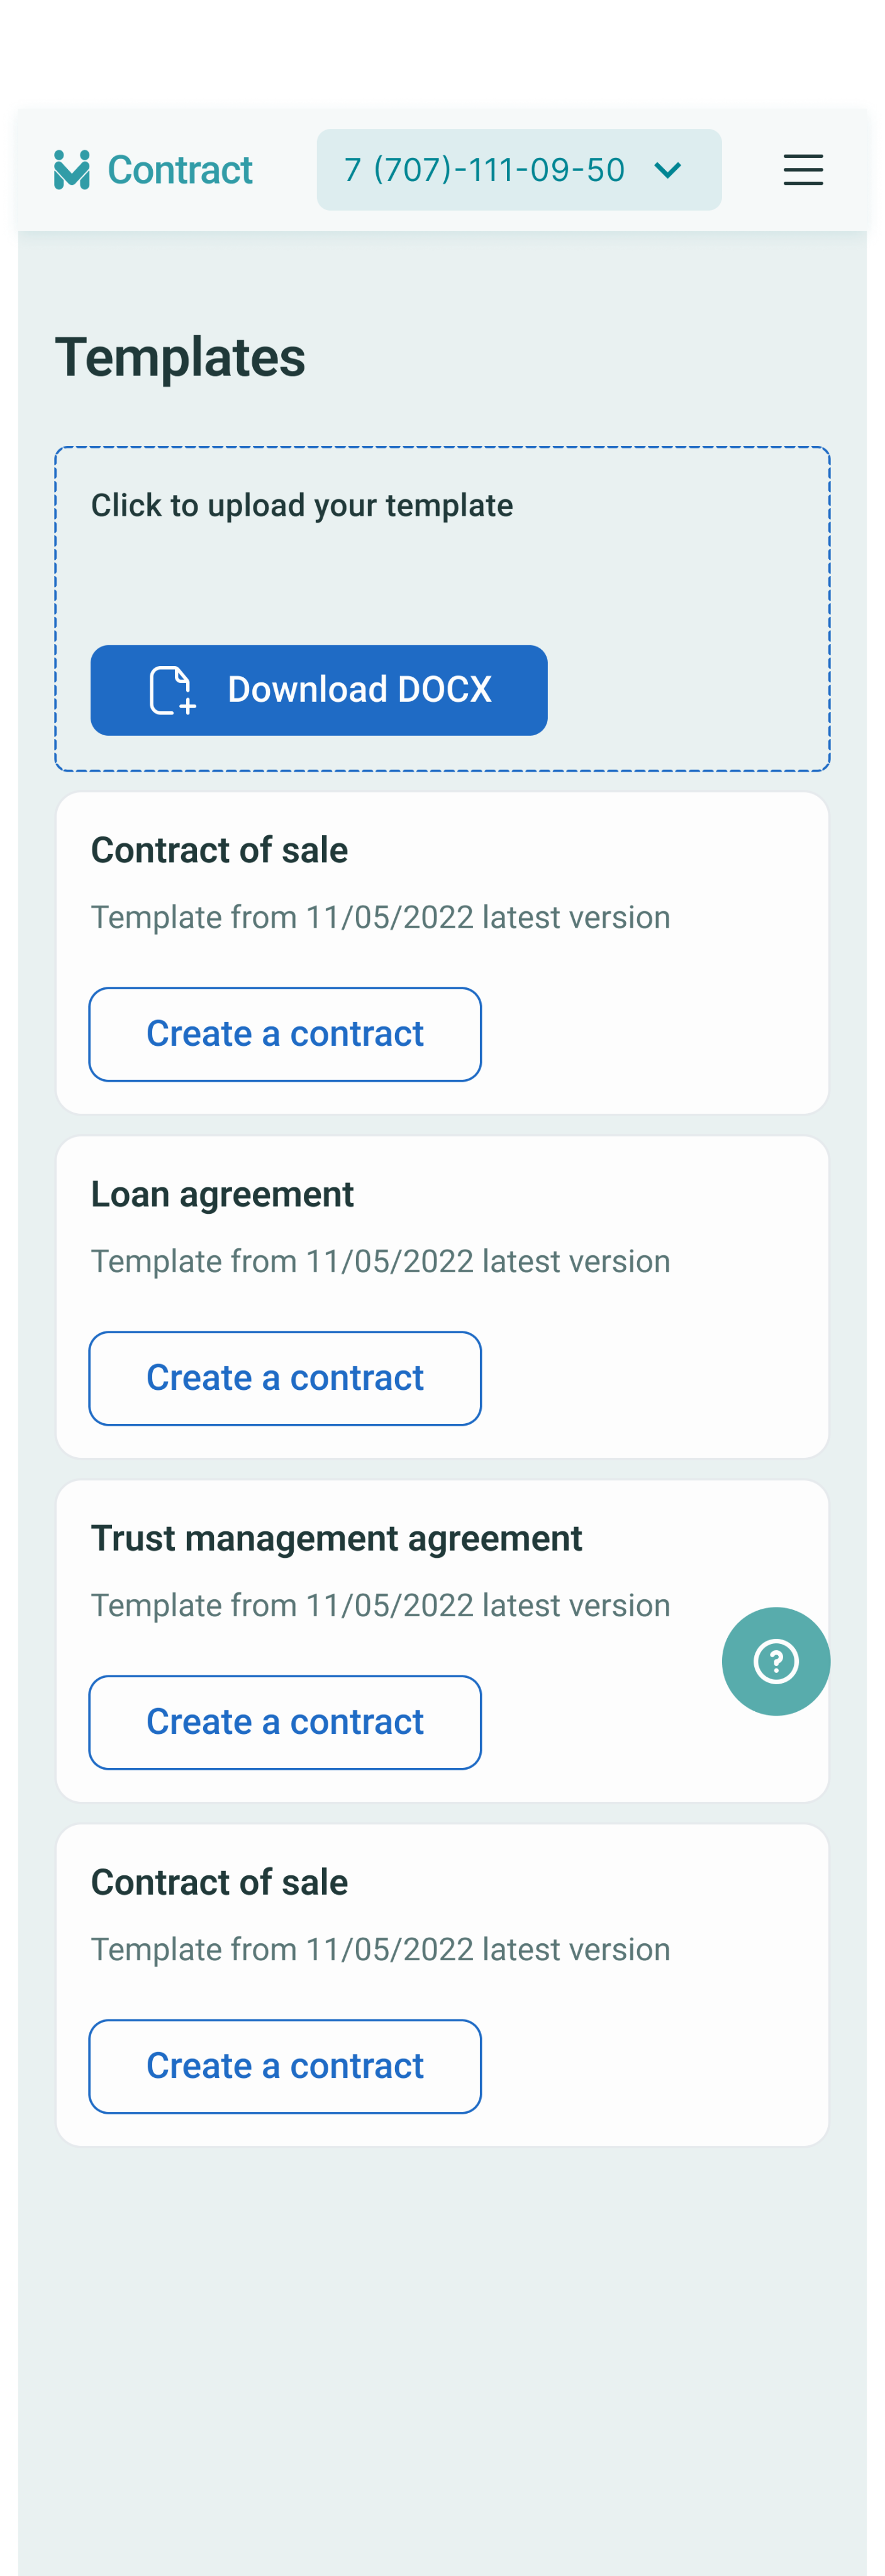 Contract
7 (707)-111-09-50
Templates
Click to upload your template
Download DOCX
Contract of sale
Template from 11/05/2022 latest version
Create a contract
Loan agreement
Template from 11/05/2022 latest version
Create a contract
Trust management agreement
Template from 11/05/2022 latest version
?
Create a contract
Contract of sale
Template from 11/05/2022 latest version
Create a contract